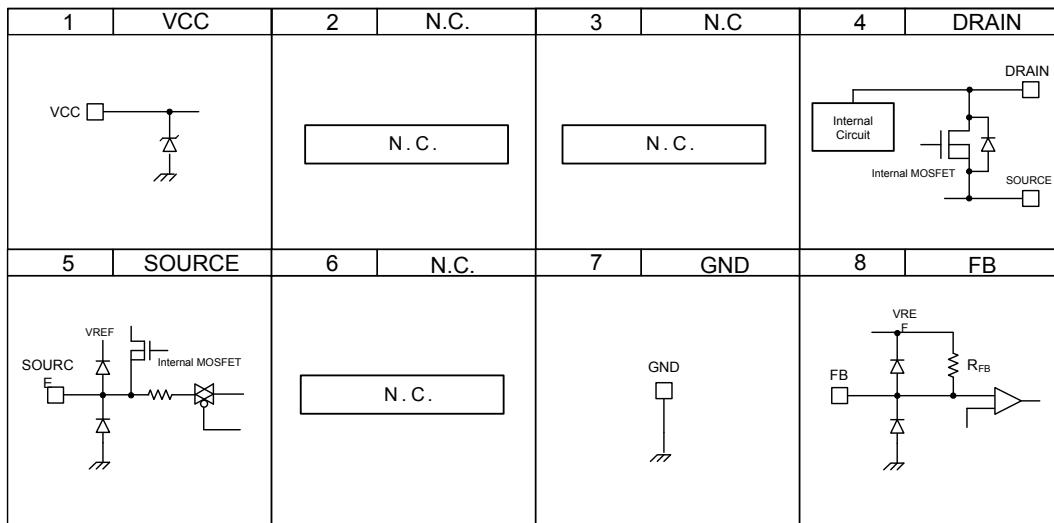 1 VCC 2 N.C. 3 N.C 4 DRAIN
VCC
N.C.
N.C.
DRAIN
Internal
Circuit
Internal MOSFET
SOURCE
5 SOURCE 6 N.C. 7 GND 8 FB
VREF
Internal MOSFET
SOURC
E
N.C.
GND
VRE
F
RFB
FB